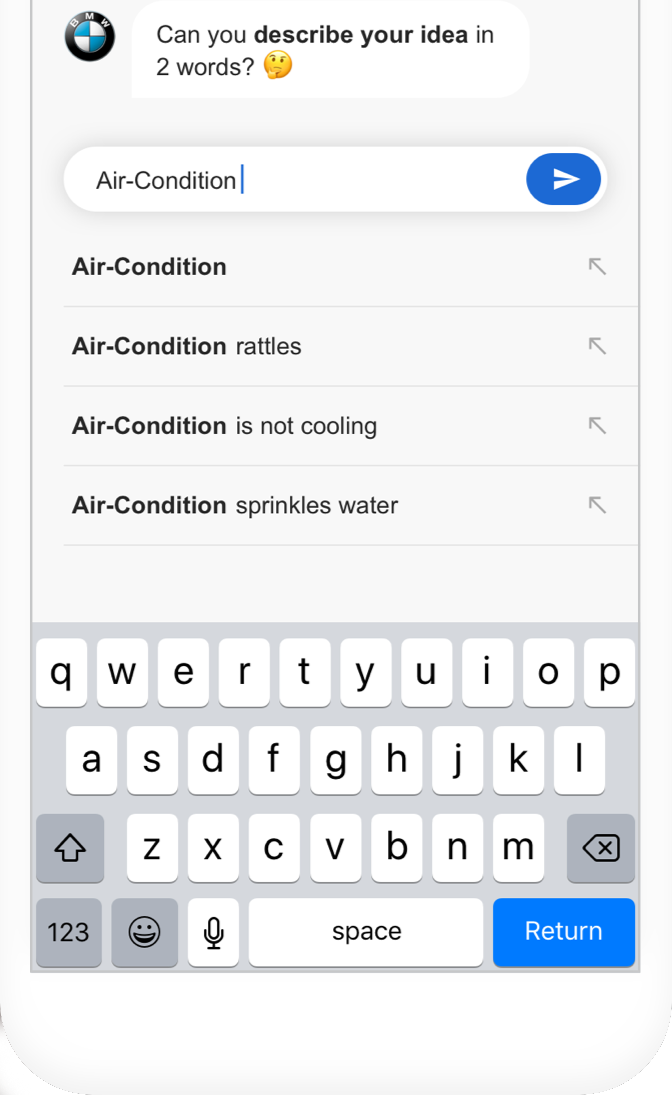 BMW
Can you describe your idea in
2 words? 🤔
Air-Condition
Air-Condition
Air-Condition rattles
Air-Condition is not cooling
Air-Condition sprinkles water
q w e r t y u i o p
a s d f g h j k l
z x c v b n m
123 space Return